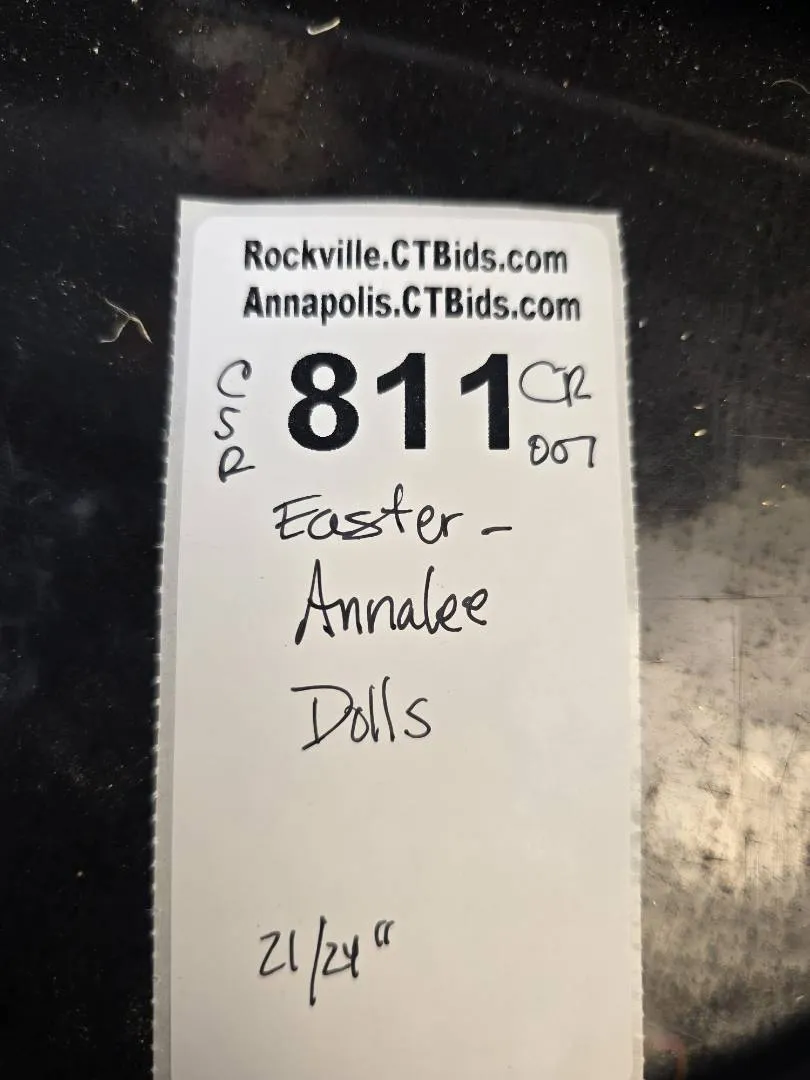 Rockville.CTBids.com
Annapolis.CTBids.com
CSR 811 CR
007
Easter -
Annalee
Dolls
21/24"